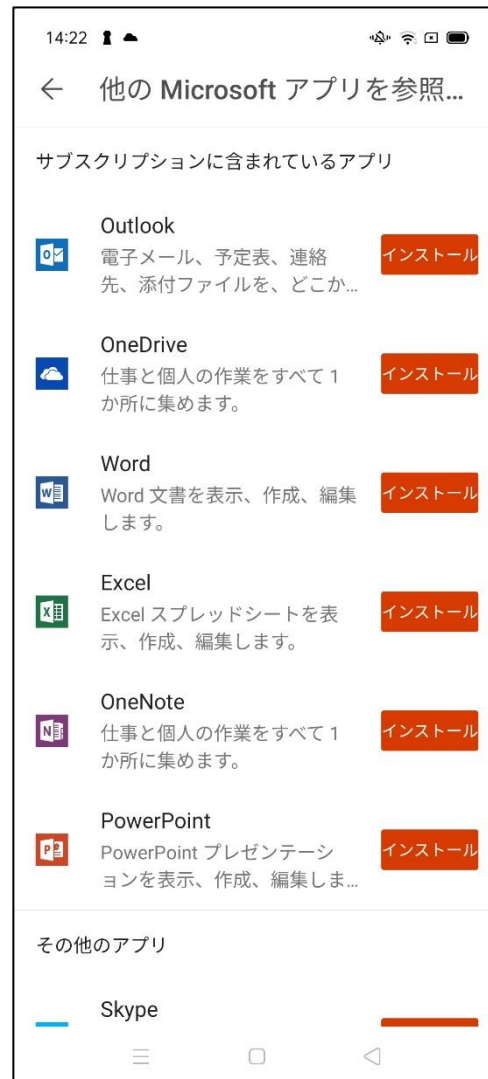 14:22
他の Microsoft アプリを参照...
サブスクリプションに含まれているアプリ
Outlook
電子メール、予定表、連絡
先、添付ファイルを、どこか...
インストール
OneDrive
仕事と個人の作業をすべて 1
か所に集めます。
インストール
Word
Word 文書を表示、作成、編集
します。
インストール
Excel
Excel スプレッドシートを表
示、作成、編集します。
インストール
OneNote
仕事と個人の作業をすべて 1
か所に集めます。
インストール
PowerPoint
PowerPoint プレゼンテーシ
ョンを表示、作成、編集しま...
インストール
その他のアプリ
Skype